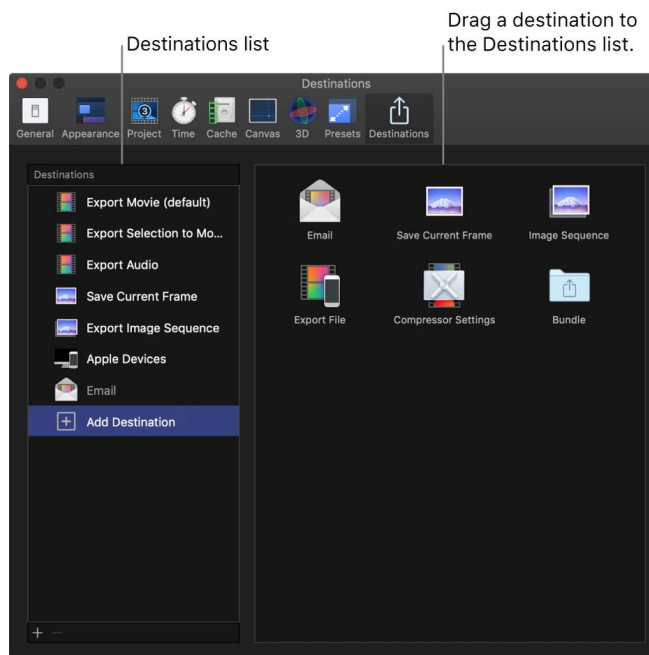 Destinations list
Drag a destination to
the Destinations list.
Destinations
3
General Appearance Project Time Cache Canvas 3D Presets Destinations
Destinations
Export Movie (default)
Export Selection to Mo...
Export Audio
Save Current Frame
Export Image Sequence
Apple Devices
Email
Add Destination
Email Save Current Frame Image Sequence
Export File Compressor Settings Bundle